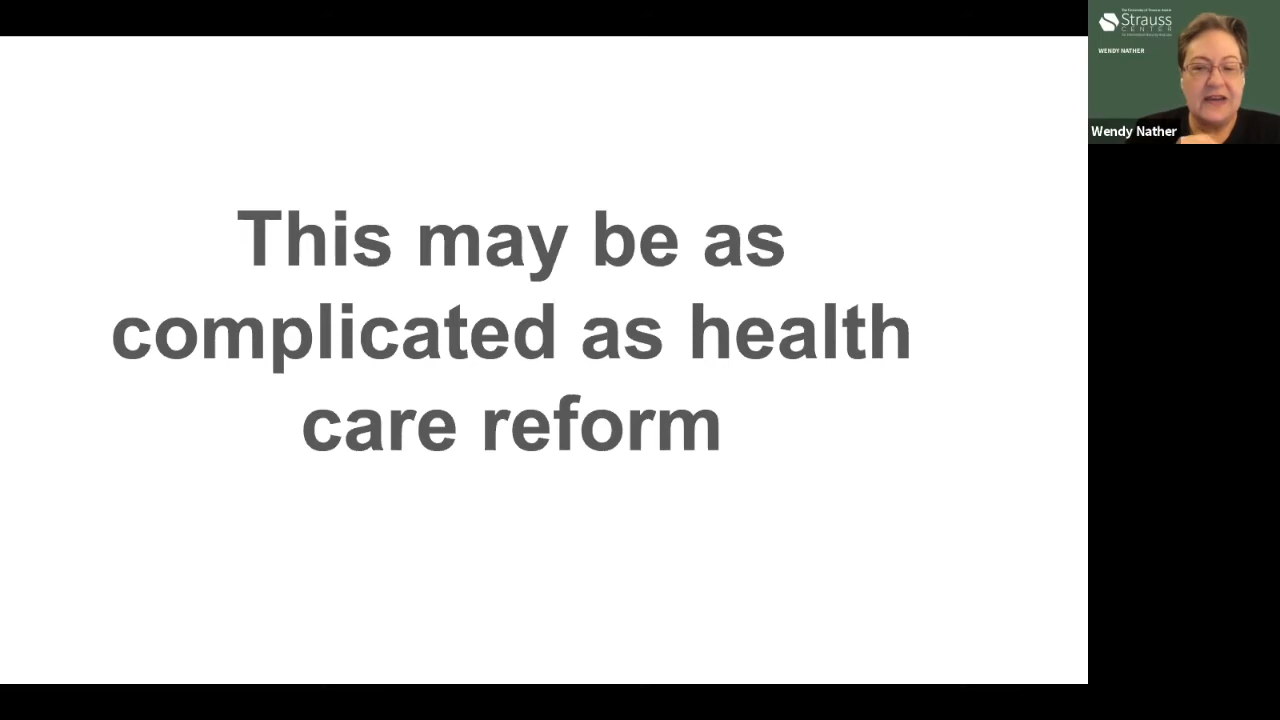 This may be as
complicated as health
care reform
Strauss
CENTER
WENDY NATHER
Wendy Nather